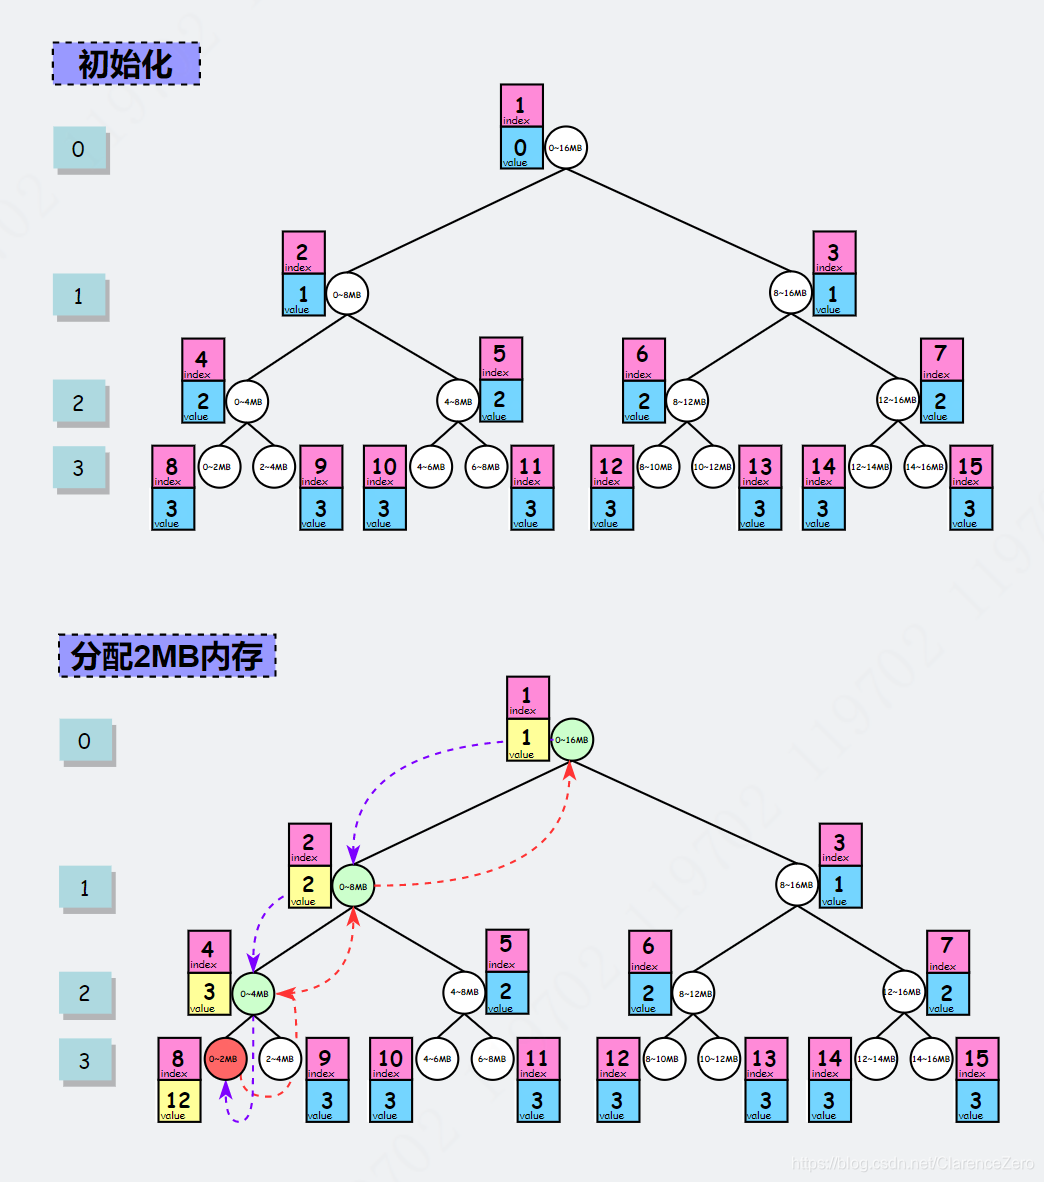 初始化
1
index
0
0
value
0~16MB
2
index
3
index
1
1
value
0~8MB
8~16MB
1
value
4
index
5
index
6
index
7
index
2
2
value
0~4MB
4~8MB
2
value
2
value
8~12MB
12~16MB
2
value
3
8
index
0~2MB
2~4MB
9
index
10
index
4~6MB
6~8MB
11
index
12
index
8~10MB
10~12MB
13
index
14
index
12~14MB
14~16MB
15
index
3
value
3
value
3
value
3
value
3
value
3
value
3
value
3
value
分配2MB内存
1
index
0
1
value
0~16MB
2
index
3
index
1
2
value
0~8MB
8~16MB
1
value
4
index
5
index
6
index
7
index
2
3
value
0~4MB
4~8MB
2
value
2
value
8~12MB
12~16MB
2
value
3
8
index
0~2MB
2~4MB
9
index
10
index
4~6MB
6~8MB
11
index
12
index
8~10MB
10~12MB
13
index
14
index
12~14MB
14~16MB
15
index
12
value
3
value
3
value
3
value
3
value
3
value
3
value
3
value
119702 119702 119702
https://blog.csdn.net/ClarenceZero